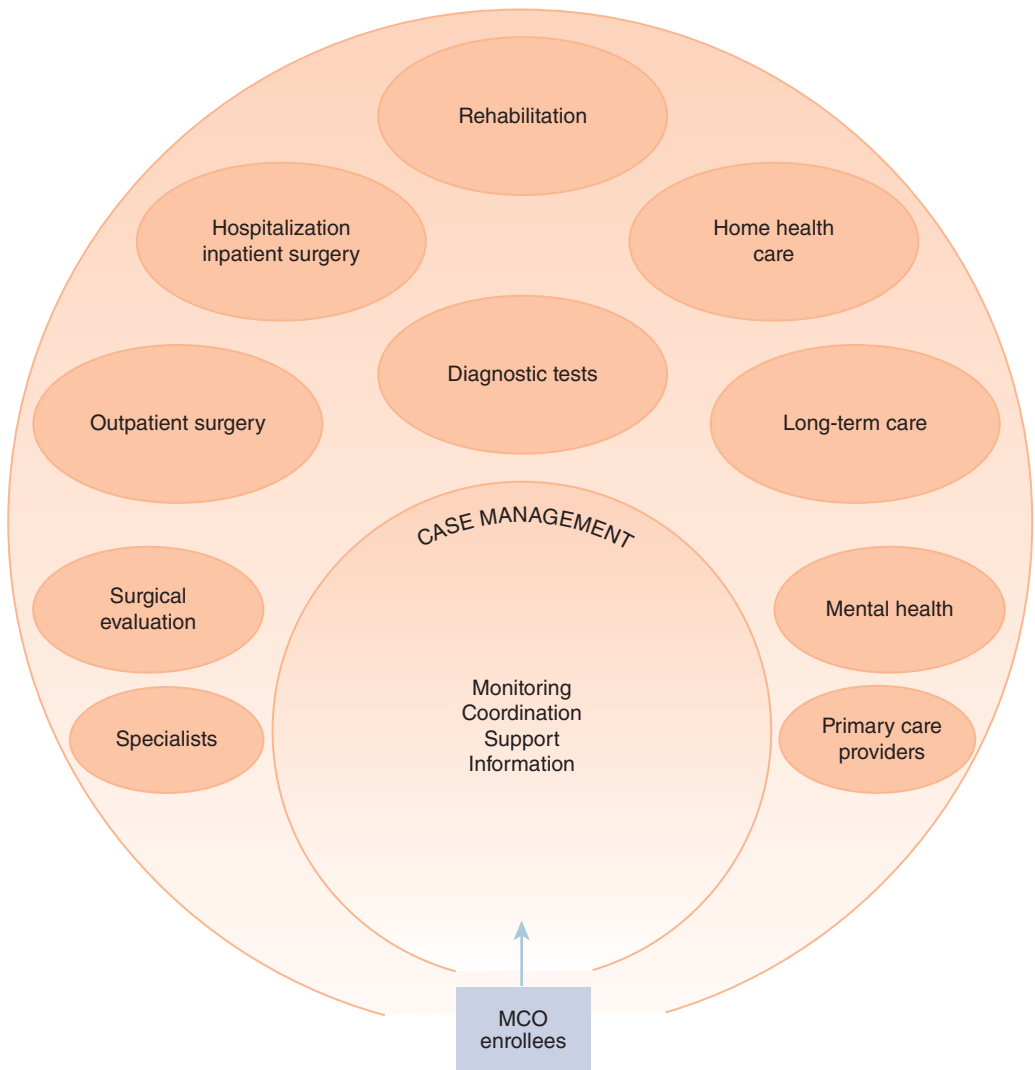 Rehabilitation
Hospitalization
inpatient surgery
Home health
care
Diagnostic tests
Outpatient surgery
Long-term care
CASE MANAGEMENT
Surgical
evaluation
Mental health
Monitoring
Coordination
Support
Information
Specialists
Primary care
providers
MCO
enrollees